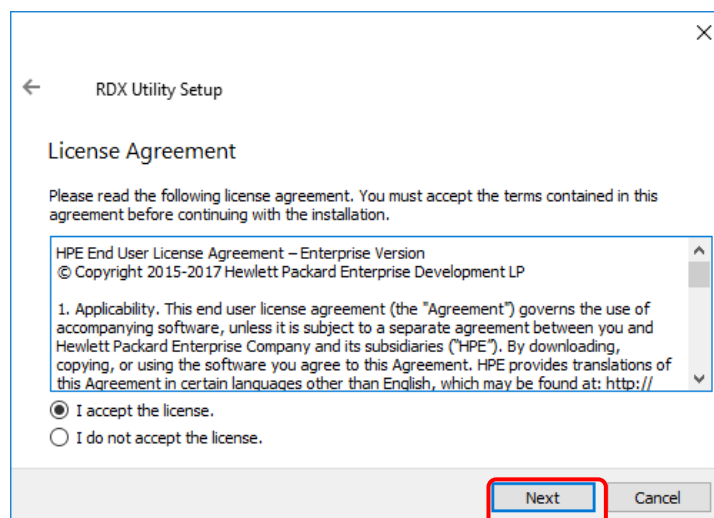 RDX Utility Setup
License Agreement
Please read the following license agreement. You must accept the terms contained in this
agreement before continuing with the installation.
HPE End User License Agreement – Enterprise Version
© Copyright 2015-2017 Hewlett Packard Enterprise Development LP
1. Applicability. This end user license agreement (the "Agreement") governs the use of
accompanying software, unless it is subject to a separate agreement between you and
Hewlett Packard Enterprise Company and its subsidiaries ("HPE"). By downloading,
copying, or using the software you agree to this Agreement. HPE provides translations of
this Agreement in certain languages other than English, which may be found at: http://
I accept the license.
I do not accept the license.
Next Cancel